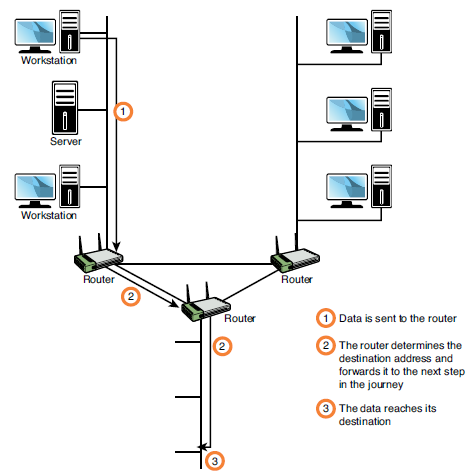 Workstation
1
Server
Workstation
Router
Router
2
Router
1 Data is sent to the router
2
2 The router determines the
destination address and
forwards it to the next step
in the journey
3 The data reaches its
destination
3